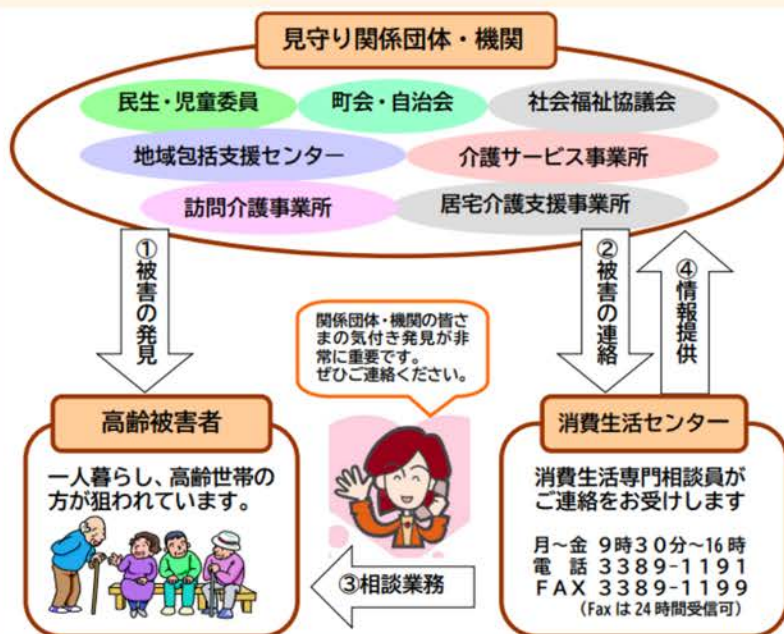 見守り関係団体・機関
民生・児童委員
町会・自治会
社会福祉協議会
地域包括支援センター
介護サービス事業所
訪問介護事業所
居宅介護支援事業所
①被害の発見
②被害の連絡
④情報提供
関係団体・機関の皆さ
まの気付き発見が非
常に重要です。
ぜひご連絡ください。
高齢被害者
一人暮らし、高齢世帯の
方が狙われています。
③相談業務
消費生活センター
消費生活専門相談員が
ご連絡をお受けします
月～金 9時30分～16時
電 話 3389-1191
FAX 3389-1199
(Faxは24時間受信可)